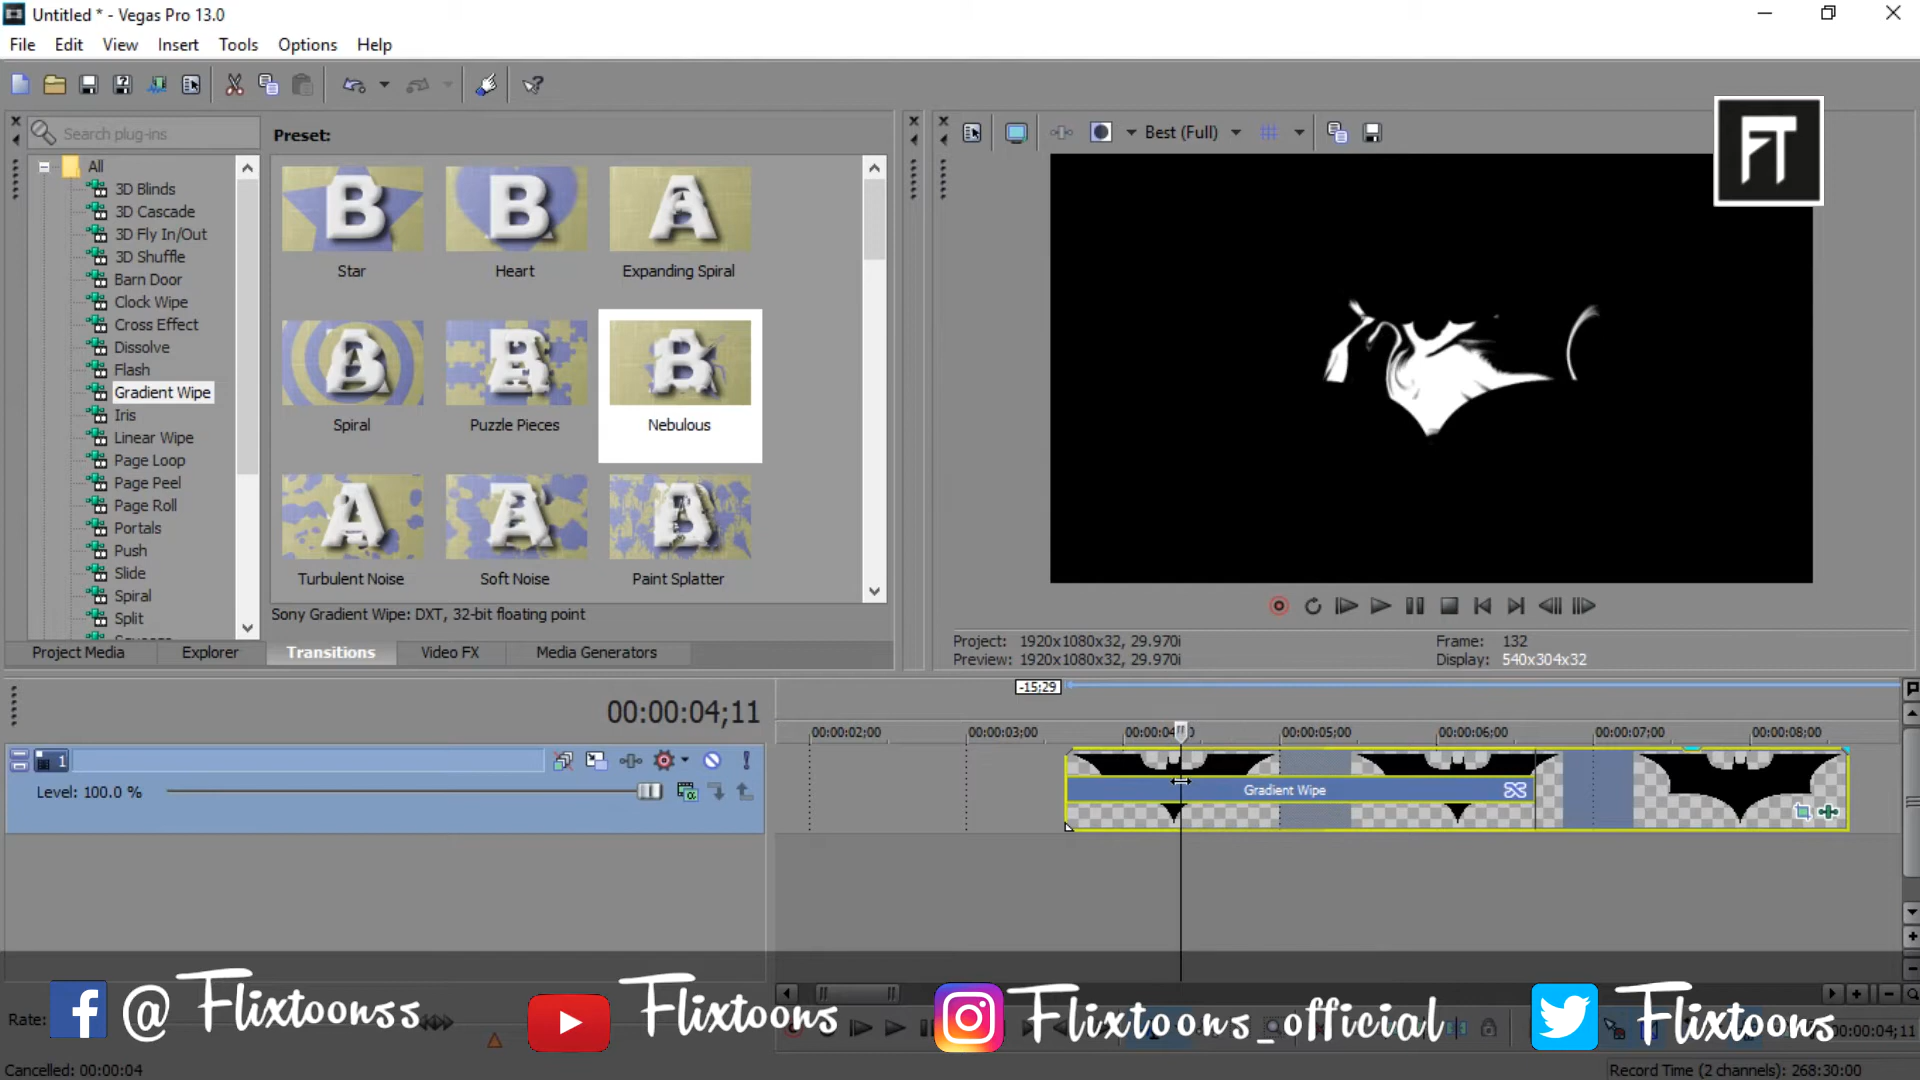 Untitled * - Vegas Pro 13.0
File Edit View Insert Tools Options Help
Search plug-ins
Preset:
Best (Full)
FT
All
3D Blinds
3D Cascade
3D Fly In/Out
3D Shuffle
Barn Door
Clock Wipe
Cross Effect
Dissolve
Flash
Gradient Wipe
Iris
Linear Wipe
Page Loop
Page Peel
Page Roll
Portals
Push
Slide
Spiral
Split
Star Heart Expanding Spiral
Spiral Puzzle Pieces Nebulous
Turbulent Noise Soft Noise Paint Splatter
Sony Gradient Wipe: DXT, 32-bit floating point
Project Media Explorer Transitions Video FX Media Generators
Project: 1920x1080x32, 29.970i Frame: 132
Preview: 1920x1080x32, 29.970i Display: 540x304x32
-15:29
00:00:04;11
00:00:02;00 00:00:03;00 00:00:05;00 00:00:06;00 00:00:07;00 00:00:08;00
1
Level: 100.0 %
Gradient Wipe
Rate:
@Flixtoonss Flixtoons Flixtoons_official Flixtoons
00:00:04;11
Cancelled: 00:00:04
Record Time (2 channels): 268:30:00